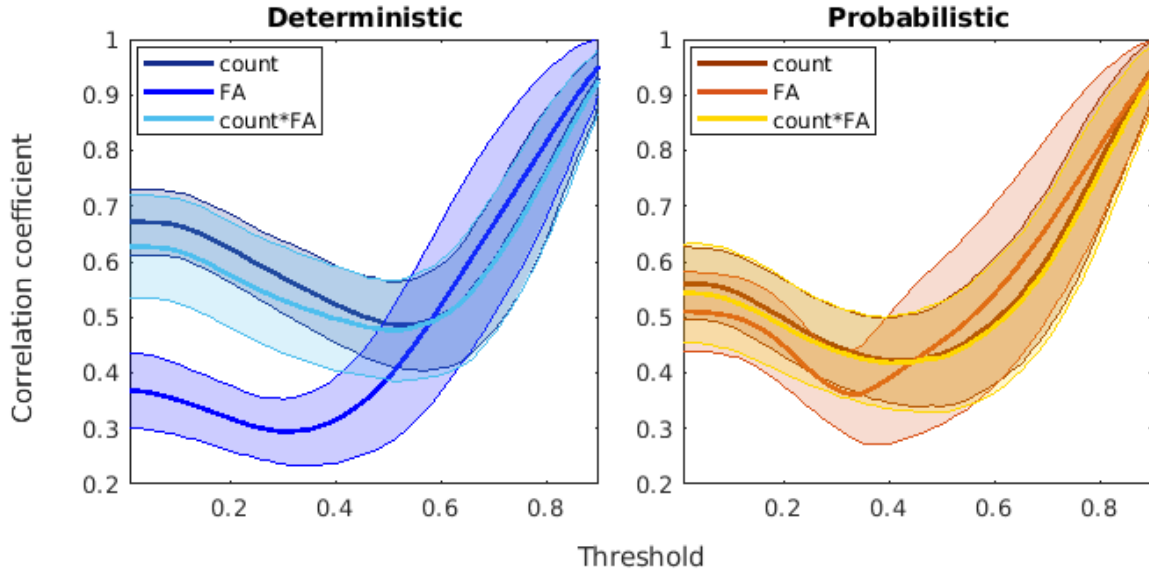 Deterministic
Probabilistic
Correlation coefficient
1
0.9
0.8
0.7
0.6
0.5
0.4
0.3
0.2
count
FA
count*FA
0.2 0.4 0.6 0.8
1
0.9
0.8
0.7
0.6
0.5
0.4
0.3
0.2
count
FA
count*FA
0.2 0.4 0.6 0.8
Threshold